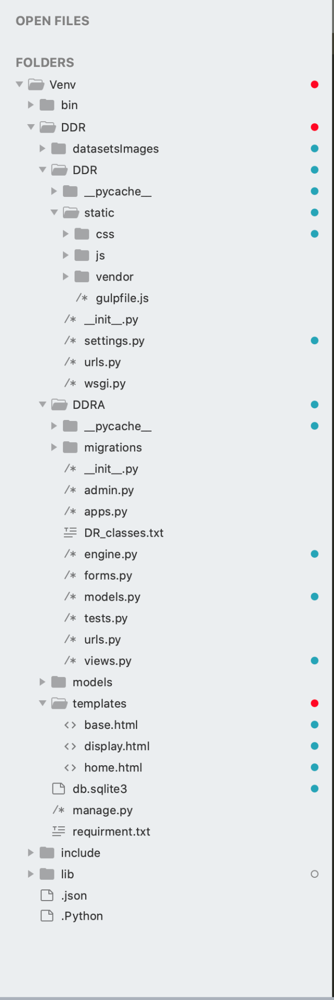 OPEN FILES
FOLDERS
Venv
bin
DDR
datasetsImages
DDR
__pycache__
static
css
js
vendor
/* gulpfile.js
/* __init__.py
/* settings.py
/* urls.py
/* wsgi.py
DDRA
__pycache__
migrations
/* __init__.py
/* admin.py
/* apps.py
DR_classes.txt
/* engine.py
/* forms.py
/* models.py
/* tests.py
/* urls.py
/* views.py
models
templates
<> base.html
<> display.html
<> home.html
db.sqlite3
/* manage.py
requirment.txt
include
lib
.json
.Python